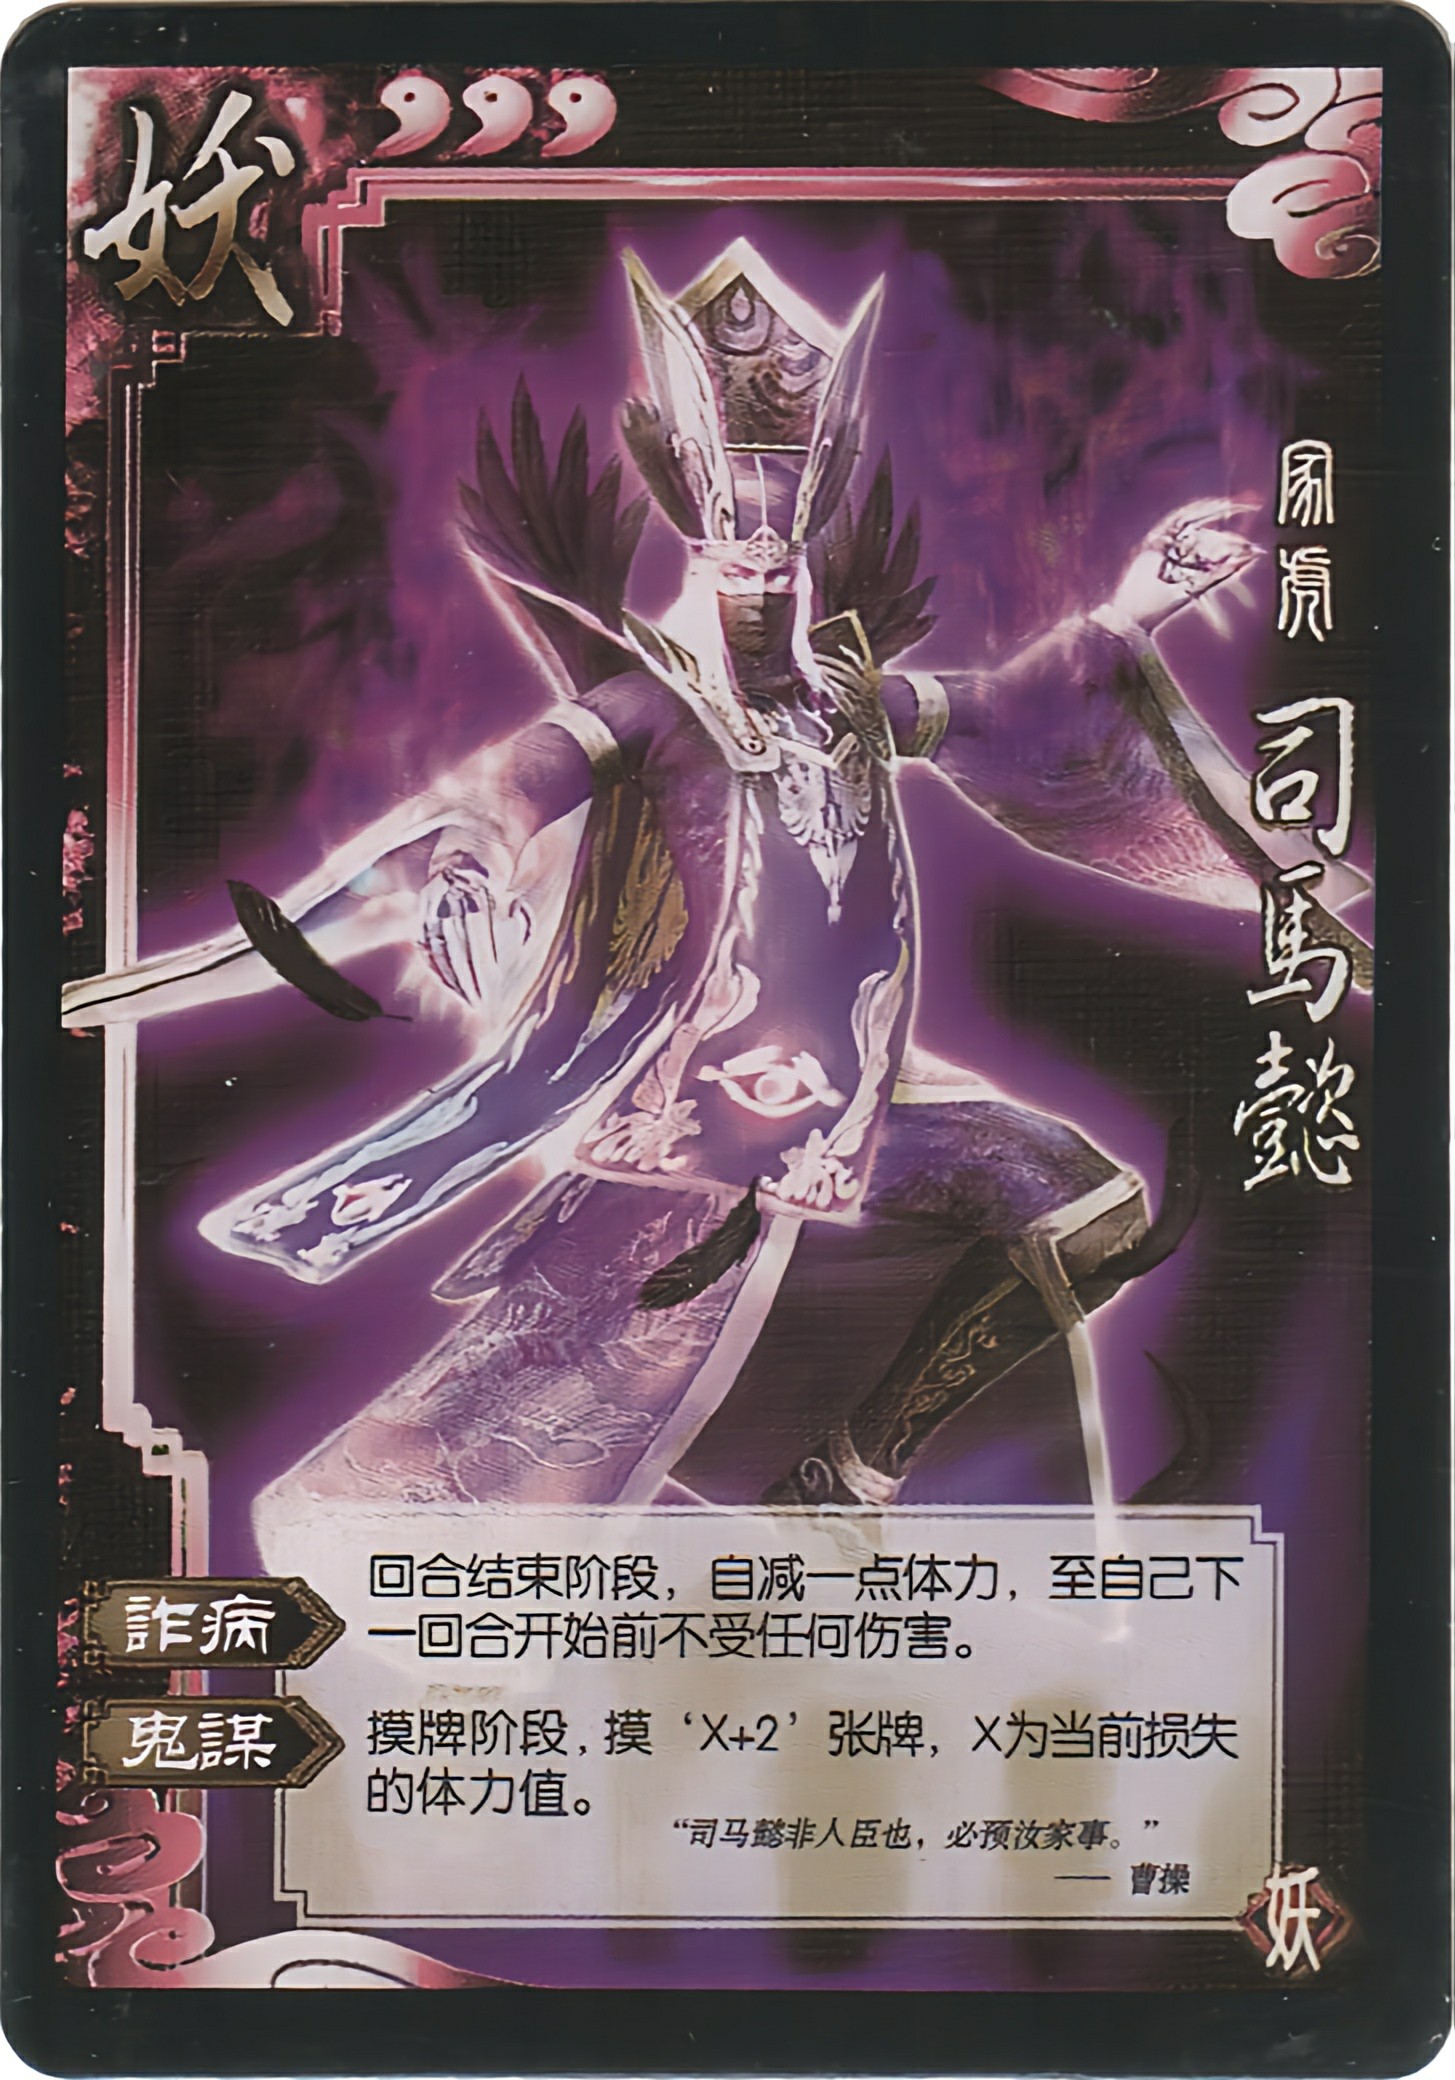 妖
冢虎
司馬懿
詐病
回合结束阶段，自减一点体力，至自己下
一回合开始前不受任何伤害。
鬼謀
摸牌阶段，摸‘X+2’张牌，X为当前损失
的体力值。
“司马懿非人臣也，必预汝家事。”
—— 曹操
妖